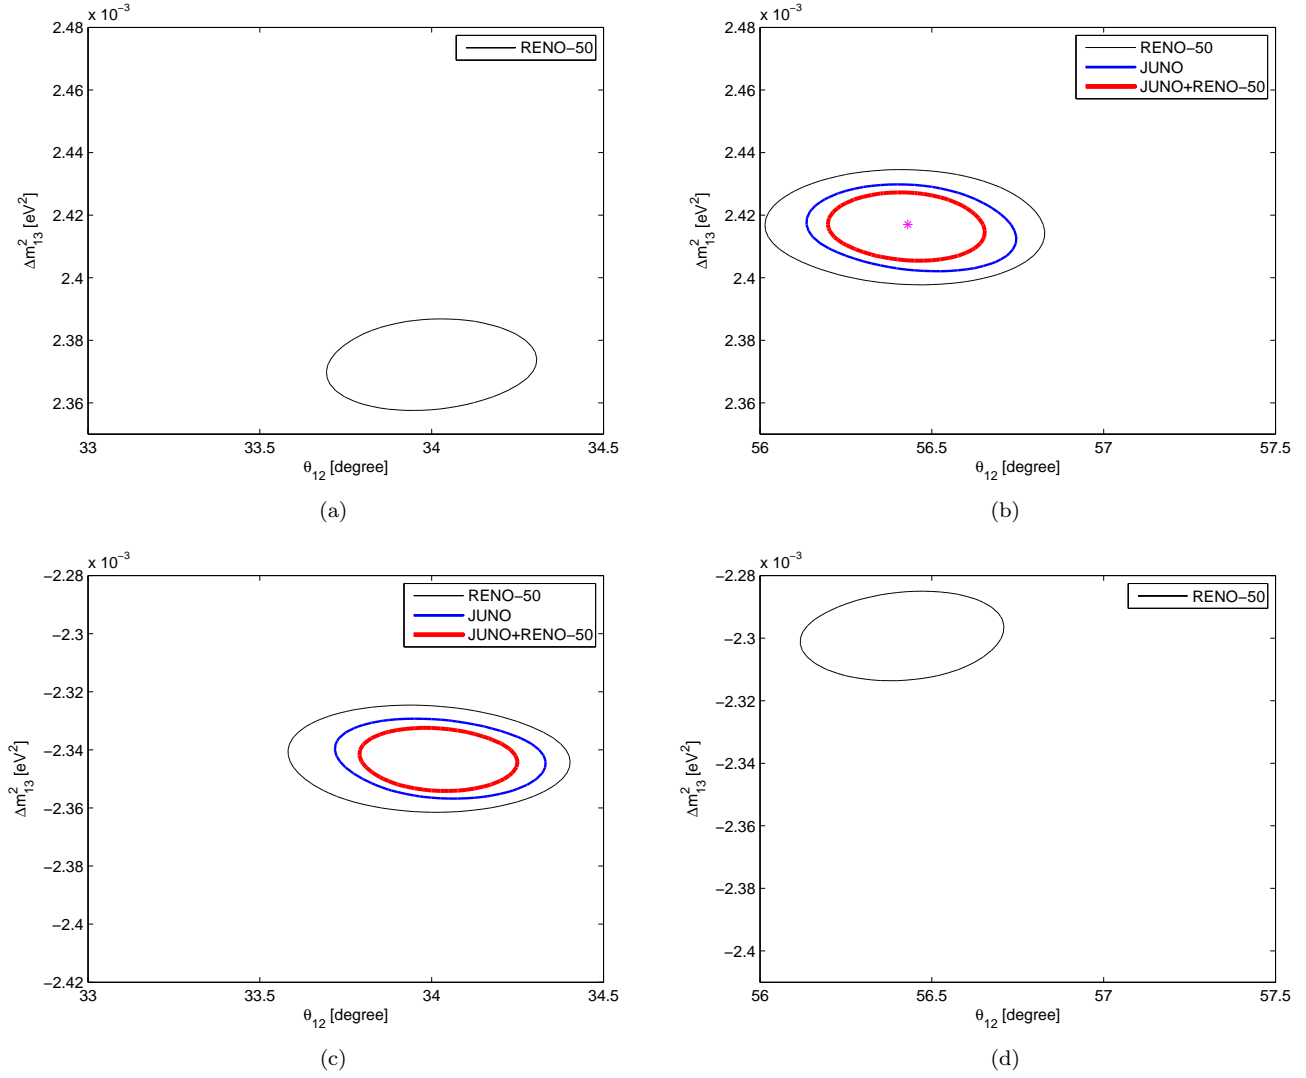 x 10⁻³
2.48
2.46
2.44
2.42
2.4
2.38
2.36
33
33.5
34
34.5
θ₁₂ [degree]
Δm²₁₃ [eV²]
RENO−50
(a)
x 10⁻³
2.48
2.46
2.44
2.42
2.4
2.38
2.36
56
56.5
57
57.5
θ₁₂ [degree]
Δm²₁₃ [eV²]
RENO−50
JUNO
JUNO+RENO−50
(b)
x 10⁻³
−2.28
−2.3
−2.32
−2.34
−2.36
−2.38
−2.4
−2.42
33
33.5
34
34.5
θ₁₂ [degree]
Δm²₁₃ [eV²]
RENO−50
JUNO
JUNO+RENO−50
(c)
x 10⁻³
−2.28
−2.3
−2.32
−2.34
−2.36
−2.38
−2.4
56
56.5
57
57.5
θ₁₂ [degree]
Δm²₁₃ [eV²]
RENO−50
(d)